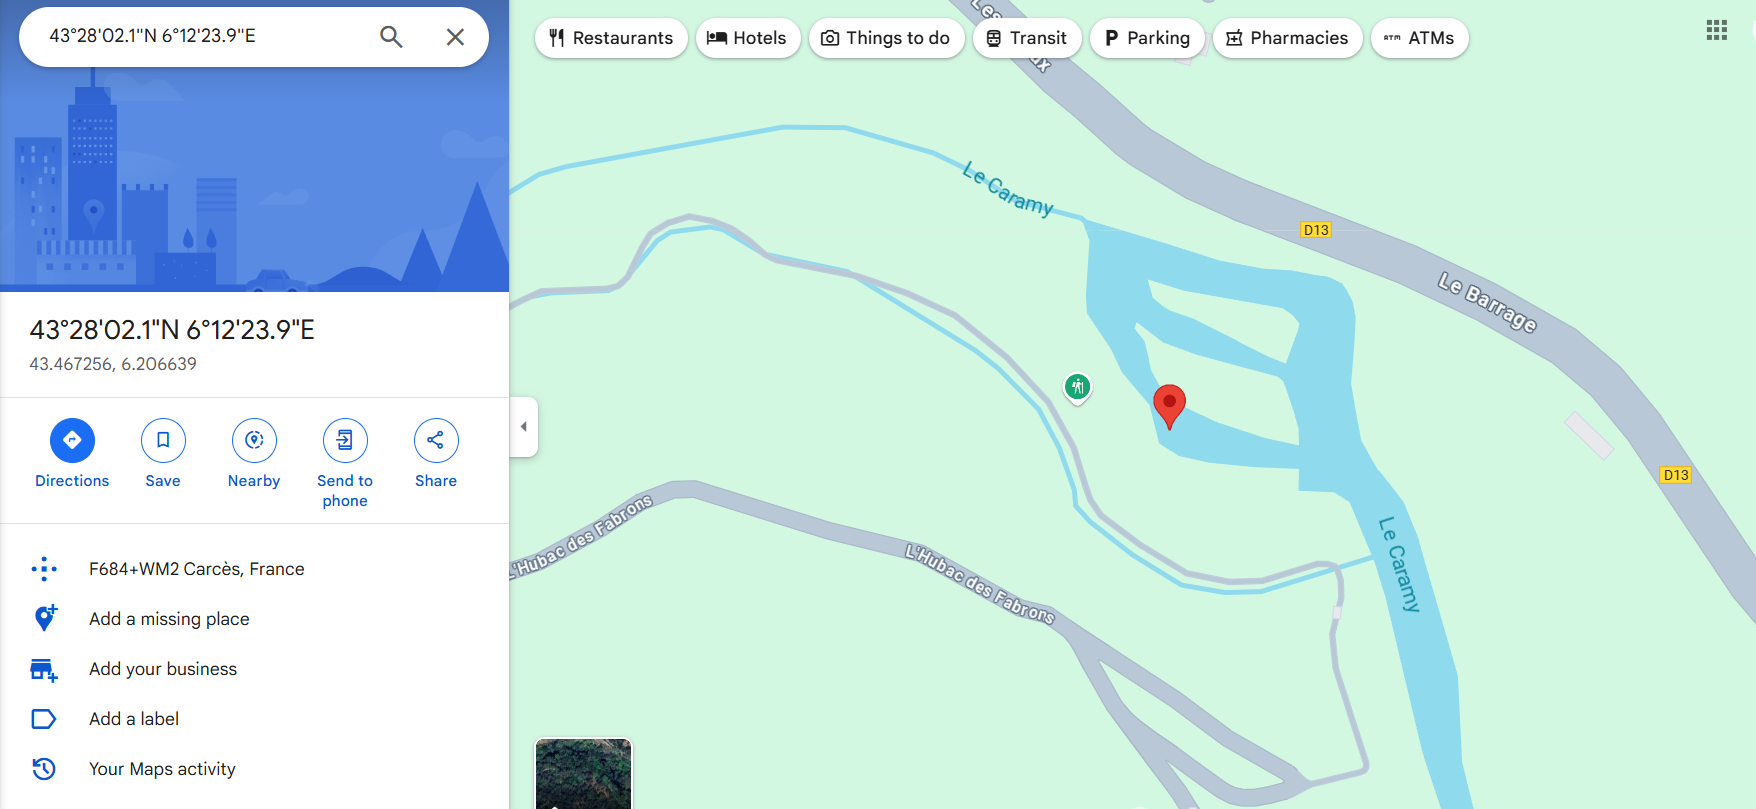 43°28'02.1"N 6°12'23.9"E
Restaurants
Hotels
Things to do
Transit
Parking
Pharmacies
ATM
ATMs
Le Caramy
D13
Le Barrage
43°28'02.1"N 6°12'23.9"E
43.467256, 6.206639
Directions
Save
Nearby
Send to
phone
Share
D13
L'Hubac des Fabrons
L'Hubac des Fabrons
Le Caramy
F684+WM2 Carcès, France
Add a missing place
Add your business
Add a label
Your Maps activity